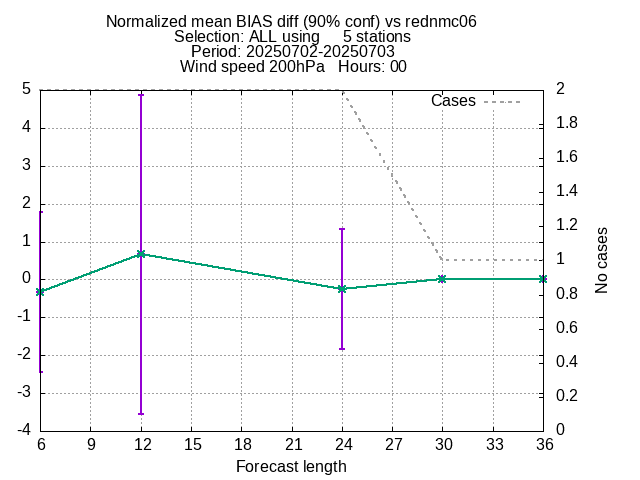 Normalized mean BIAS diff (90% conf) vs rednmc06
Selection: ALL using     5 stations
Period: 20250702-20250703
Wind speed 200hPa   Hours: 00
Cases
5
4
3
2
1
0
-1
-2
-3
-4
2
1.8
1.6
1.4
1.2
1
0.8
0.6
0.4
0.2
0
No cases
6 9 12 15 18 21 24 27 30 33 36
Forecast length